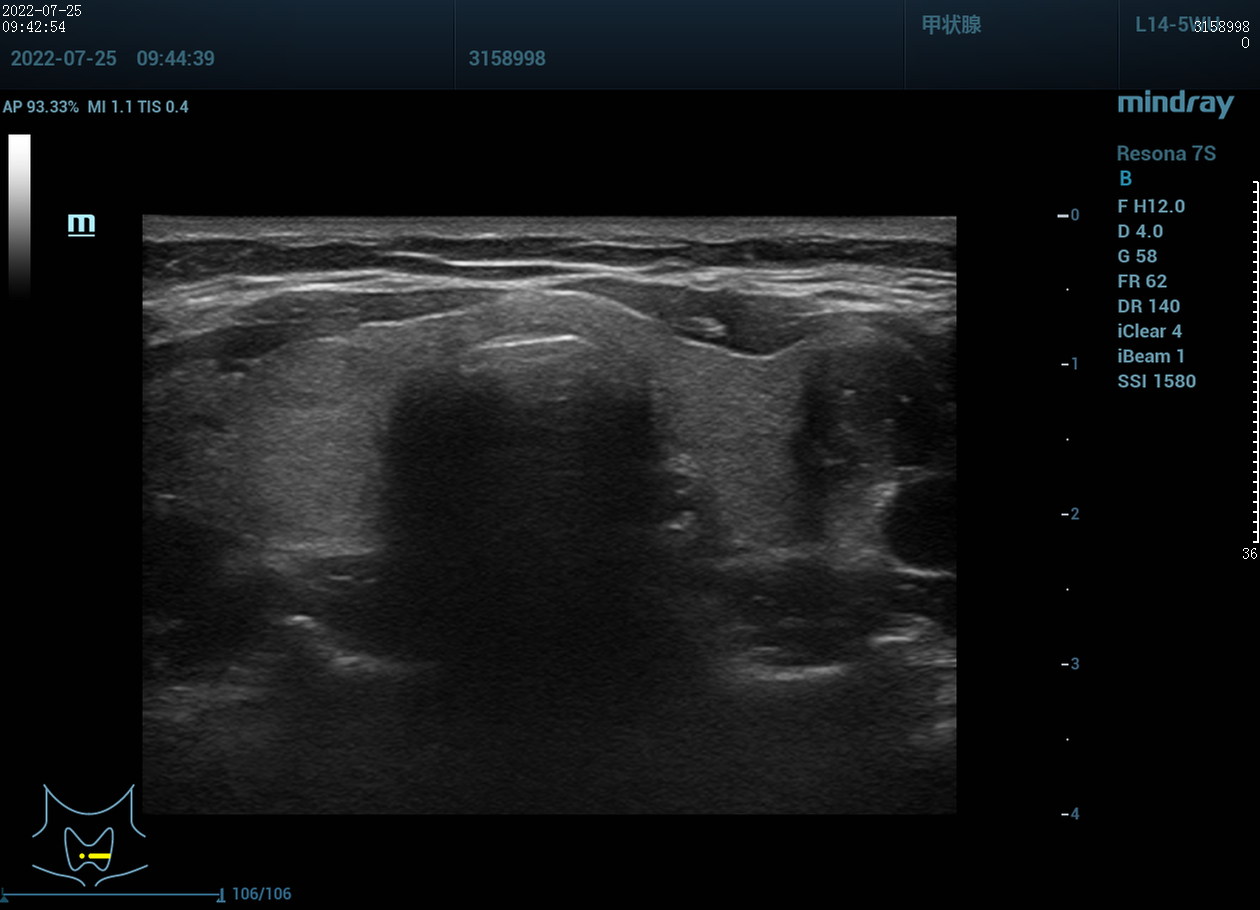 2022-07-25
09:42:54
甲状腺
L14-5WU
3158998
0
2022-07-25 09:44:39
3158998
AP 93.33% MI 1.1 TIS 0.4
mindray
Resona 7S
B
F H12.0
D 4.0
G 58
FR 62
DR 140
iClear 4
iBeam 1
SSI 1580
m
0
1
2
3
4
36
106/106